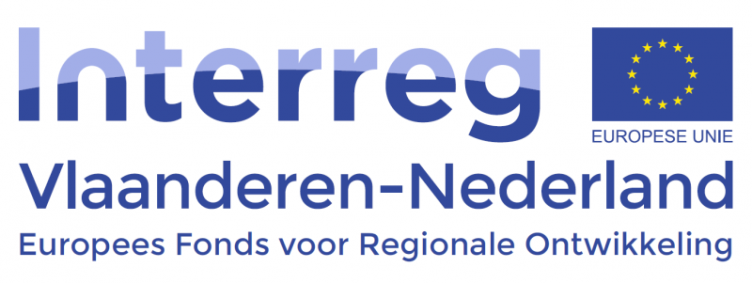 Interreg
EUROPESE UNIE
Vlaanderen-Nederland
Europees Fonds voor Regionale Ontwikkeling